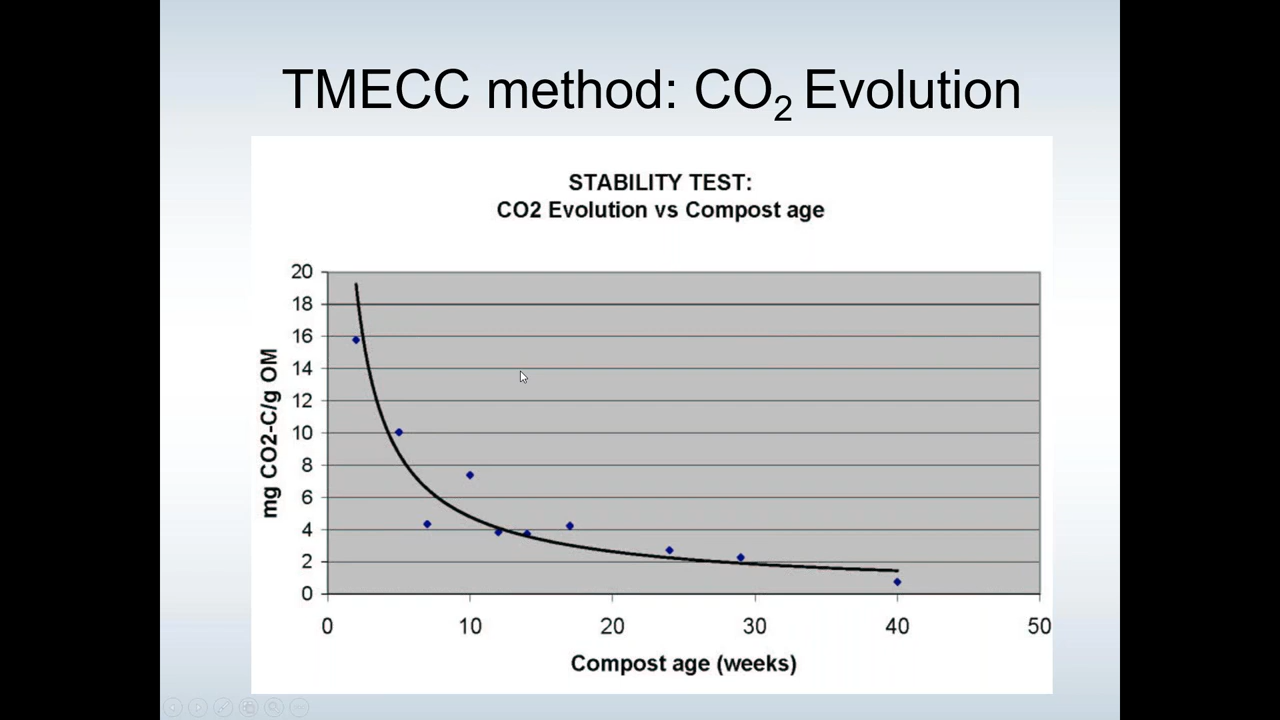 TMECC method: CO2 Evolution
STABILITY TEST:
CO2 Evolution vs Compost age
20
18
16
14
12
10
8
6
4
2
0
mg CO2-C/g OM
0 10 20 30 40 50
Compost age (weeks)